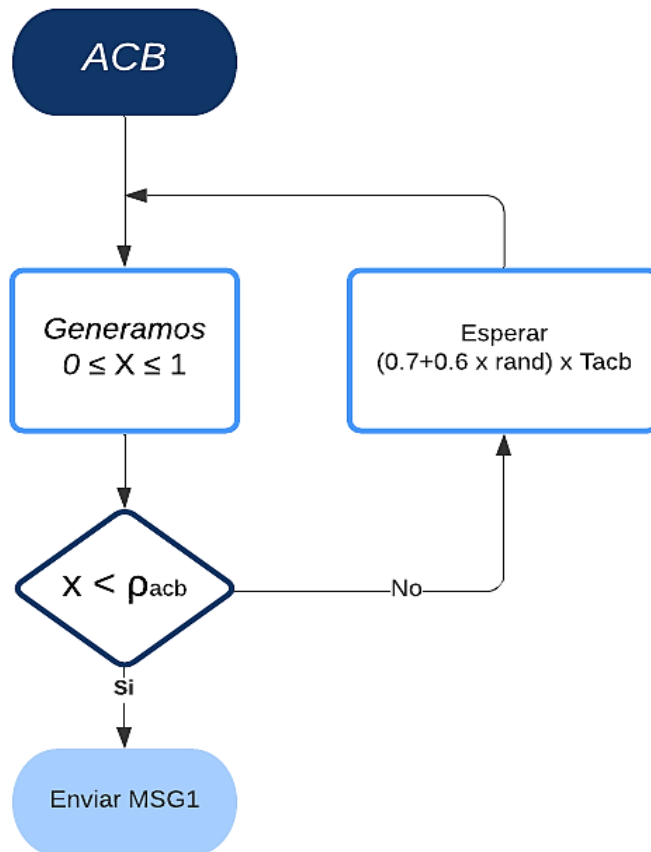 ACB
Generamos
0 ≤ X ≤ 1
Esperar
(0.7+0.6 x rand) x Tacb
x < ρacb
No
Si
Enviar MSG1